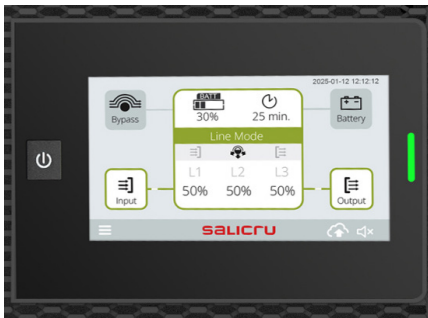 2025-01-12 12:12:12
BATT
30%
25 min.
Bypass
Battery
Line Mode
L1 L2 L3
50% 50% 50%
Input
Output
SALICRU